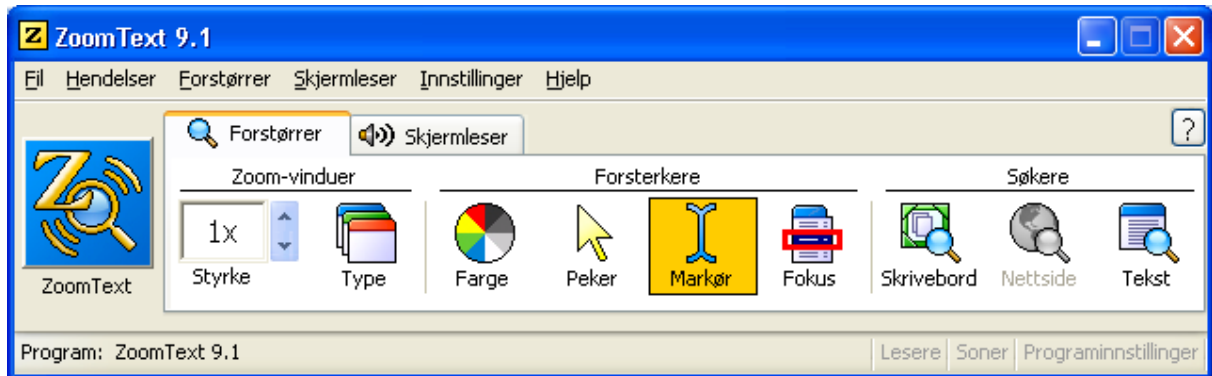 ZoomText 9.1
Fil Hendelser Forstørrer Skjermleser Innstillinger Hjelp
Forstørrer Skjermleser ?
Zoom-vinduer Forsterkere Søkere
1x
Styrke Type Farge Peker Markør Fokus Skrivebord Nettside Tekst
ZoomText
Program: ZoomText 9.1 Lesere Soner Programinnstillinger